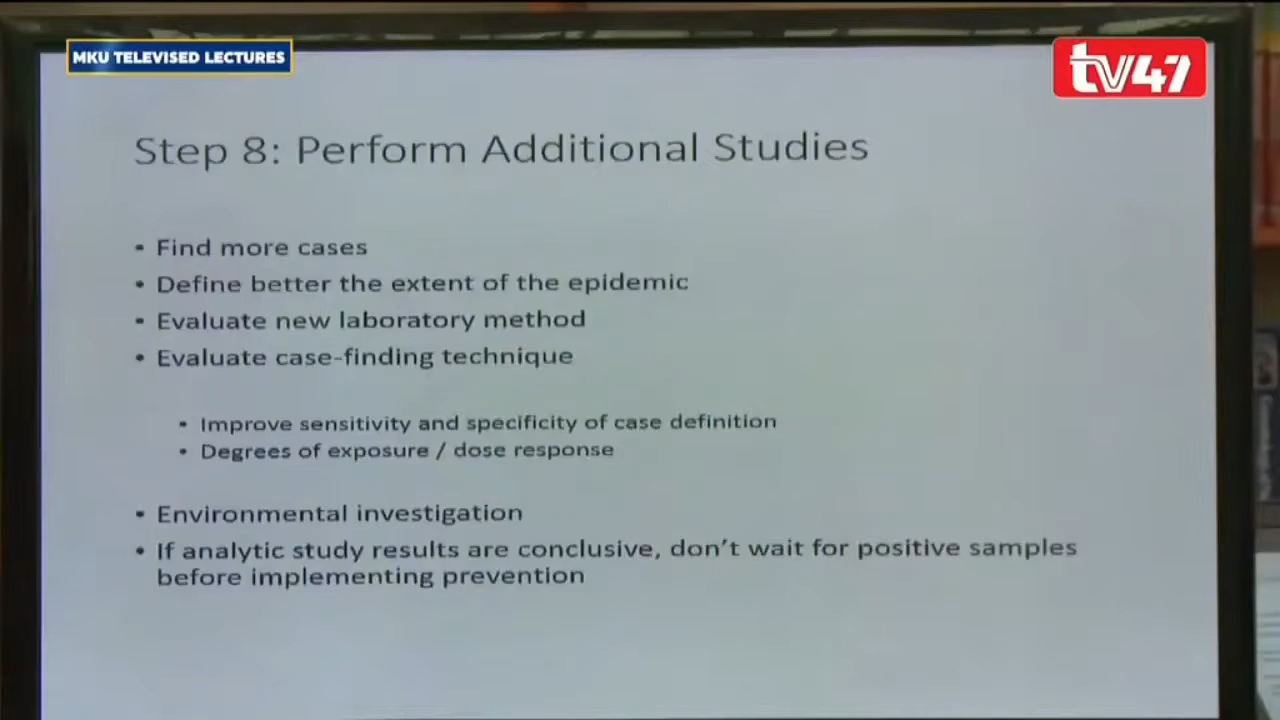 MKU TELEVISED LECTURES
tv47
Step 8: Perform Additional Studies
• Find more cases
• Define better the extent of the epidemic
• Evaluate new laboratory method
• Evaluate case-finding technique
• Improve sensitivity and specificity of case definition
• Degrees of exposure / dose response
• Environmental investigation
• If analytic study results are conclusive, don’t wait for positive samples
before implementing prevention